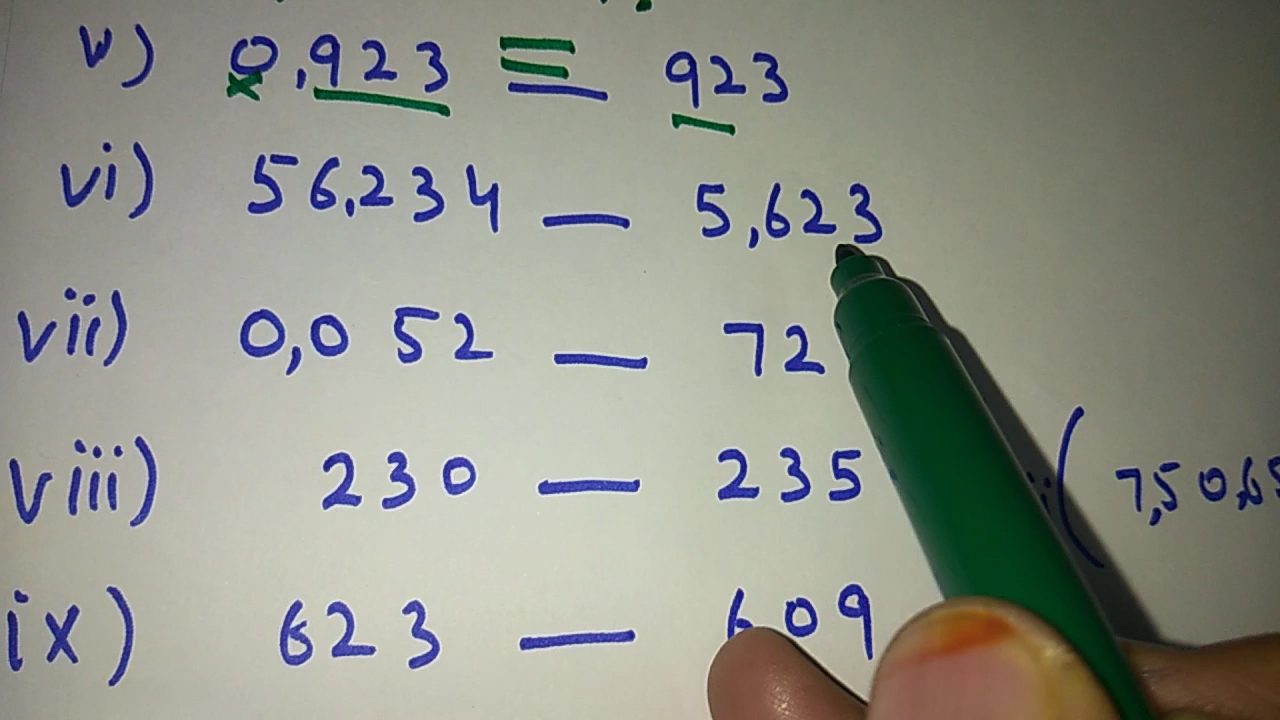 v) 0,923 = 923
vi) 56,234 — 5,623
vii) 0,052 — 72
viii) 230 — 235
ix) 623 — 609